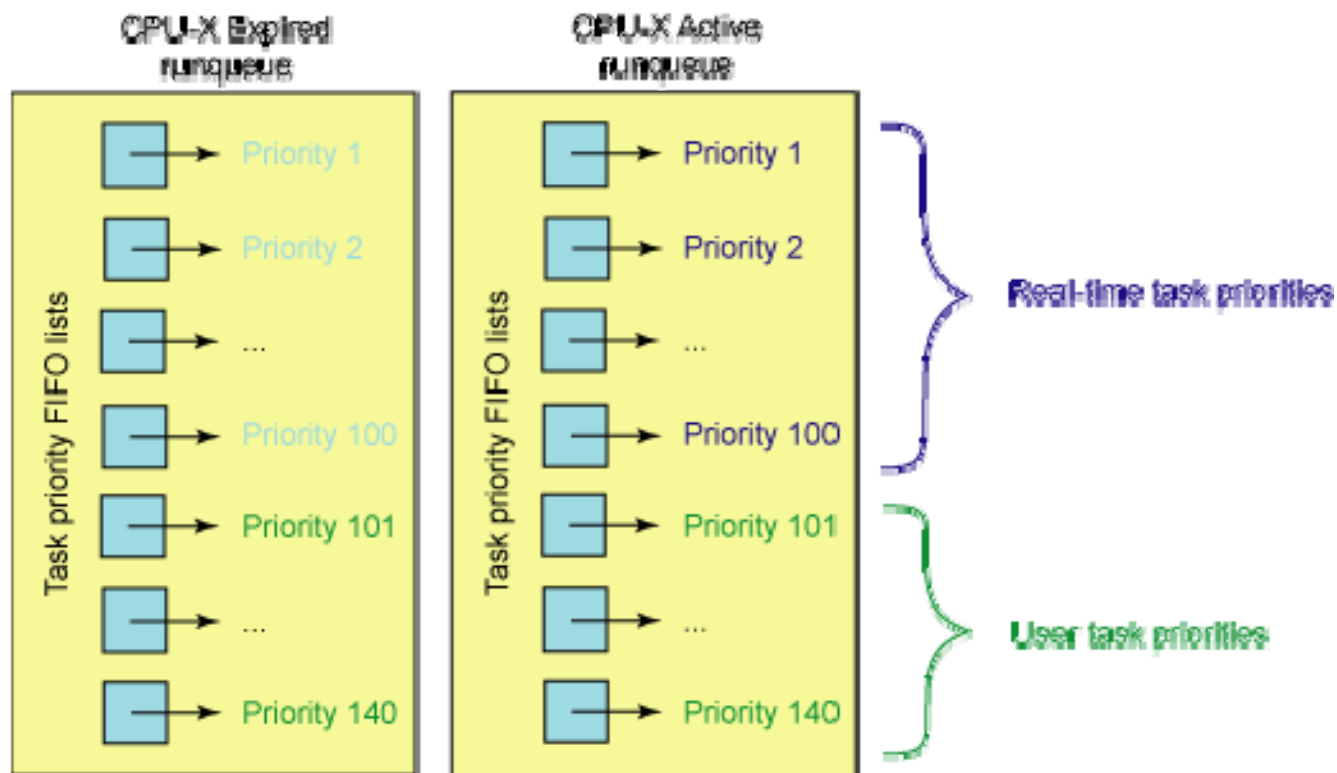 CPU-X Expired
runqueue
CPU-X Active
runqueue
Task priority FIFO lists
Priority 1
Priority 2
...
Priority 100
Priority 101
...
Priority 140
Task priority FIFO lists
Priority 1
Priority 2
...
Priority 100
Priority 101
...
Priority 140
Real-time task priorities
User task priorities